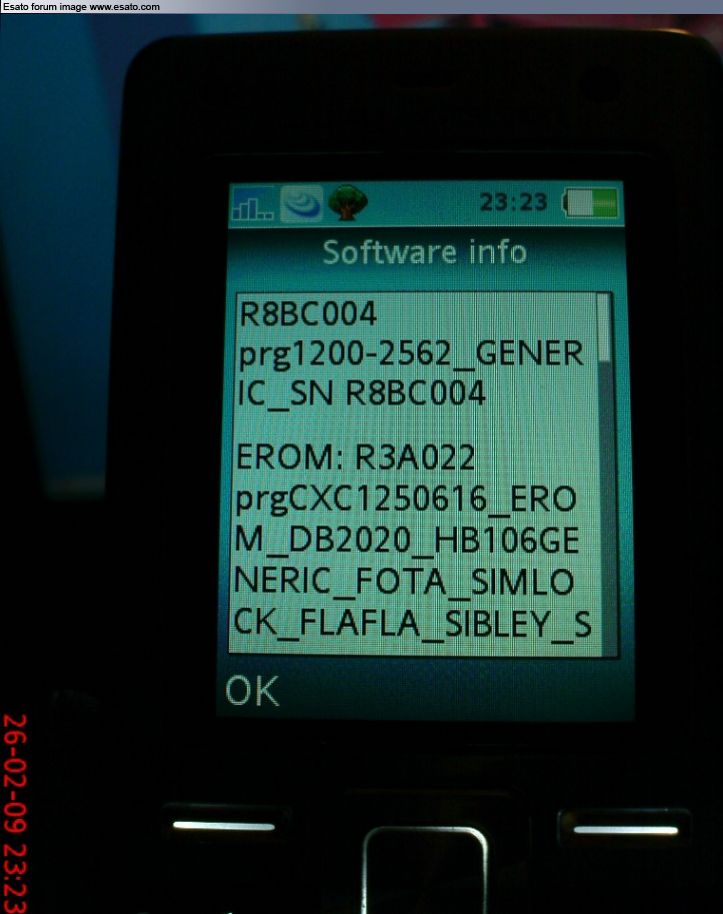 Esato forum image www.esato.com
23:23
Software info
R8BC004
prg1200-2562_GENER
IC_SN R8BC004
EROM: R3A022
prgCXC1250616_ERO
M_DB2020_HB106GE
NERIC_FOTA_SIMLO
CK_FLAFLA_SIBLEY_S
OK
26-02-09 23:23